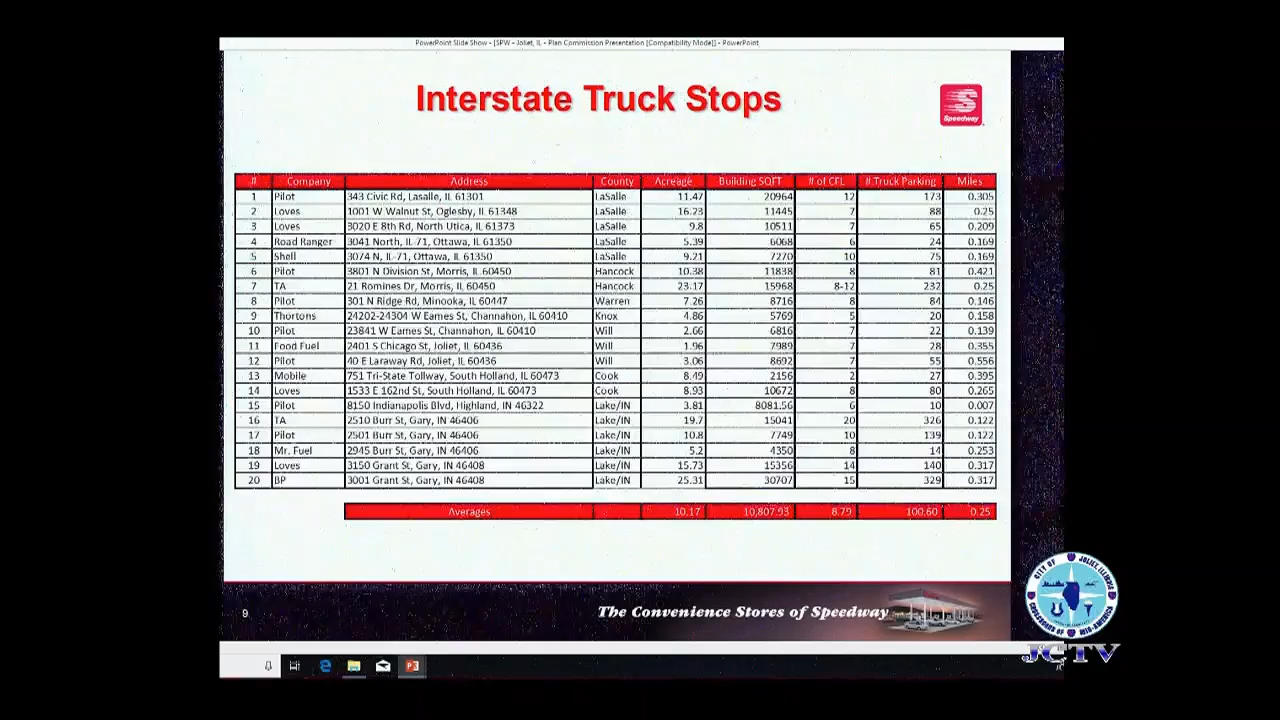 PowerPoint Slide Show - [SPW - Joliet, IL - Plan Commission Presentation [Compatibility Mode]] - PowerPoint
Interstate Truck Stops
S
Speedway
# Company Address County Acreage Building SQFT # of CFL # Truck Parking Miles
1 Pilot 343 Civic Rd, Lasalle, IL 61301 LaSalle 11.47 20964 12 173 0.305
2 Loves 1001 W Walnut St, Oglesby, IL 61348 LaSalle 16.23 11445 7 88 0.25
3 Loves 3020 E 8th Rd, North Utica, IL 61373 LaSalle 9.8 10511 7 65 0.209
4 Road Ranger 3041 North, IL-71, Ottawa, IL 61350 LaSalle 5.39 6068 6 24 0.169
5 Shell 3074 N, IL-71, Ottawa, IL 61350 LaSalle 9.21 7270 10 75 0.169
6 Pilot 3801 N Division St, Morris, IL 60450 Hancock 10.38 11838 8 81 0.421
7 TA 21 Romines Dr, Morris, IL 60450 Hancock 23.17 15968 8-12 232 0.25
8 Pilot 301 N Ridge Rd, Minooka, IL 60447 Warren 7.26 8716 8 84 0.146
9 Thortons 24202-24304 W Eames St, Channahon, IL 60410 Knox 4.86 5769 5 20 0.158
10 Pilot 23841 W Eames St, Channahon, IL 60410 Will 2.66 6816 7 22 0.139
11 Food Fuel 2401 S Chicago St, Joliet, IL 60436 Will 1.96 7989 7 28 0.355
12 Pilot 40 E Laraway Rd, Joliet, IL 60436 Will 3.06 8692 7 55 0.556
13 Mobile 751 Tri-State Tollway, South Holland, IL 60473 Cook 8.49 2156 2 27 0.395
14 Loves 1533 E 162nd St, South Holland, IL 60473 Cook 8.93 10672 8 80 0.265
15 Pilot 8150 Indianapolis Blvd, Highland, IN 46322 Lake/IN 3.81 8081.56 6 10 0.007
16 TA 2510 Burr St, Gary, IN 46406 Lake/IN 19.7 15041 20 326 0.122
17 Pilot 2501 Burr St, Gary, IN 46406 Lake/IN 10.8 7749 10 139 0.122
18 Mr. Fuel 2945 Burr St, Gary, IN 46406 Lake/IN 5.2 4350 8 14 0.253
19 Loves 3150 Grant St, Gary, IN 46408 Lake/IN 15.73 15356 14 140 0.317
20 BP 3001 Grant St, Gary, IN 46408 Lake/IN 25.31 30707 15 329 0.317
Averages 10.17 10,807.93 8.79 100.60 0.25
9
The Convenience Stores of Speedway
CITY OF JOLIET, ILLINOIS
CROSSROADS OF MID-AMERICA
JCTV